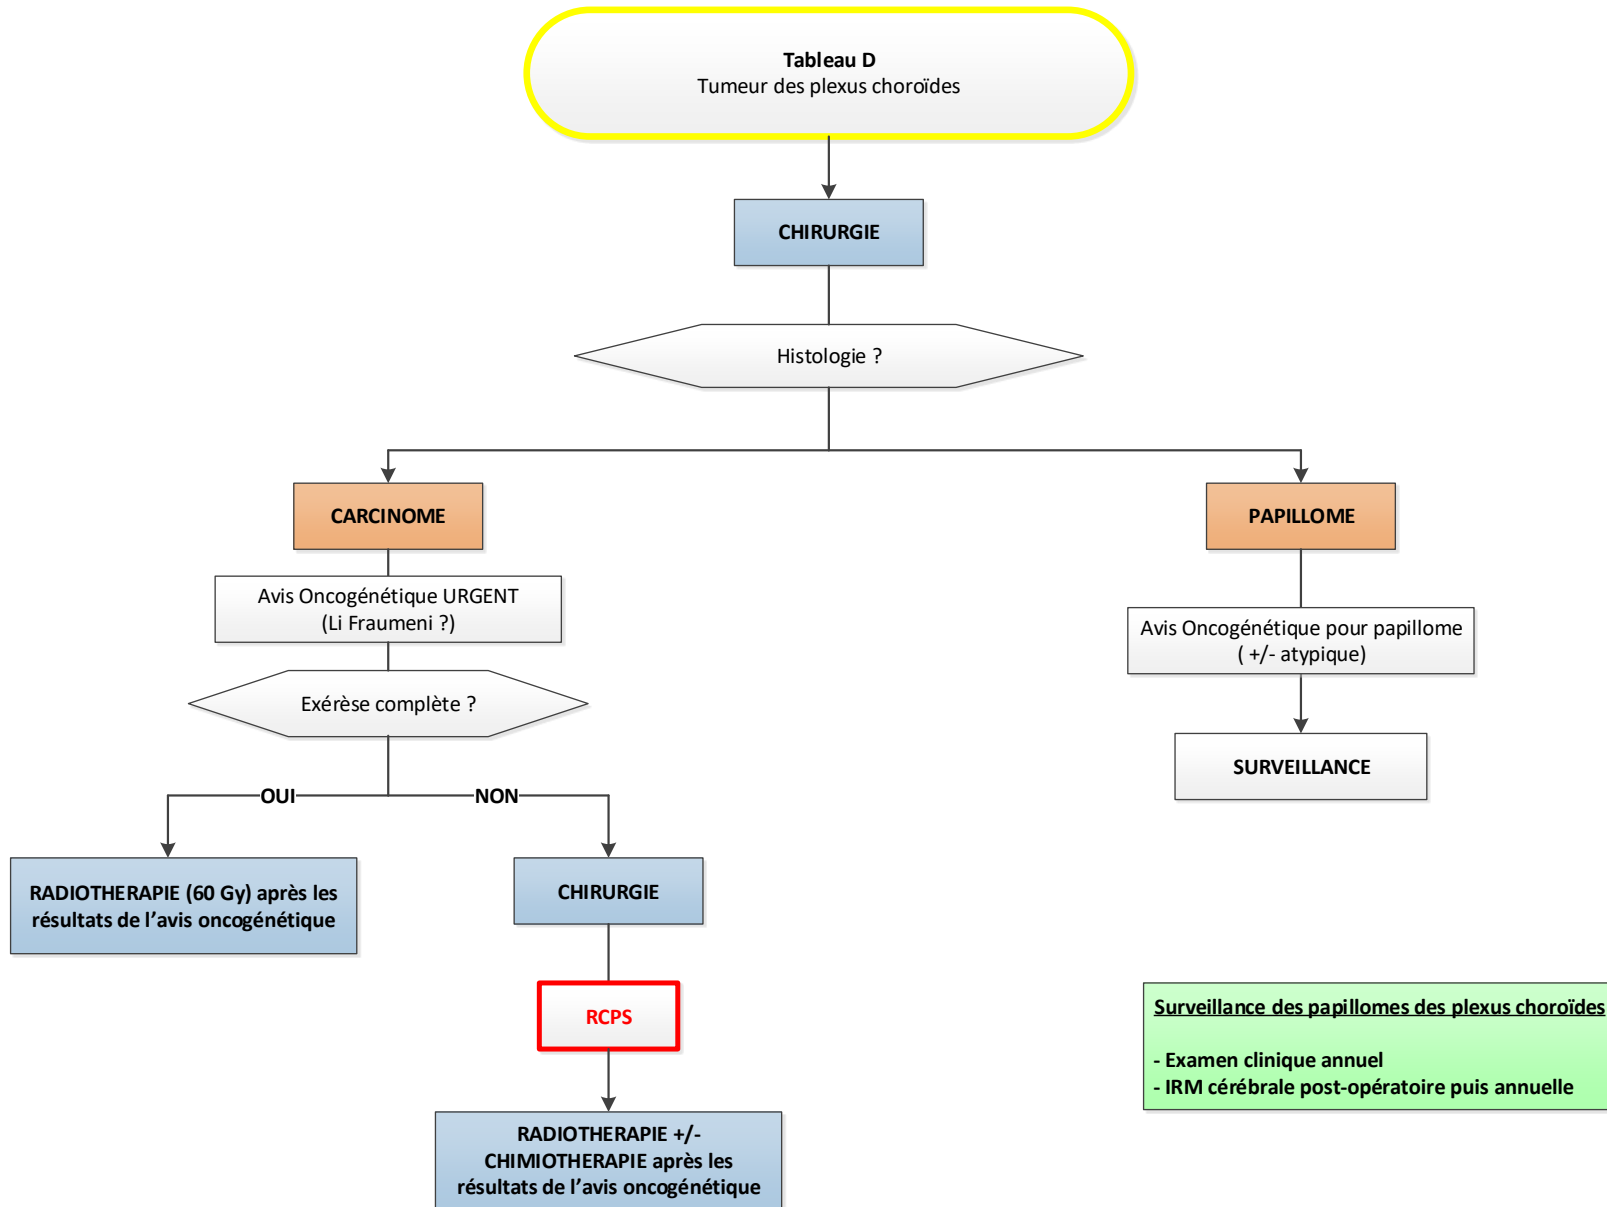 Tableau D
Tumeur des plexus choroïdes
CHIRURGIE
Histologie ?
CARCINOME
PAPILLOME
Avis Oncogénétique URGENT
(Li Fraumeni ?)
Avis Oncogénétique pour papillome
( +/- atypique)
Exérèse complète ?
SURVEILLANCE
OUI
NON
RADIOTHERAPIE (60 Gy) après les
résultats de l’avis oncogénétique
CHIRURGIE
RCPS
Surveillance des papillomes des plexus choroïdes
- Examen clinique annuel
- IRM cérébrale post-opératoire puis annuelle
RADIOTHERAPIE +/-
CHIMIOTHERAPIE après les
résultats de l’avis oncogénétique